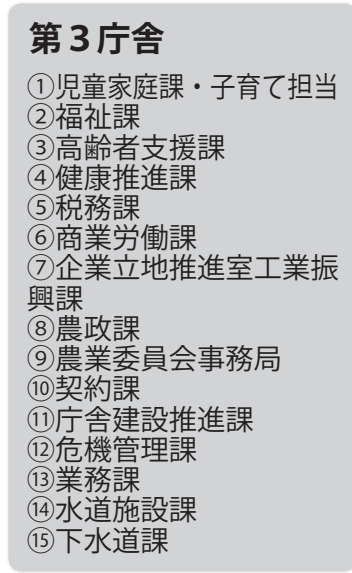 第３庁舎
①児童家庭課・子育て担当
②福祉課
③高齢者支援課
④健康推進課
⑤税務課
⑥商業労働課
⑦企業立地推進室工業振
興課
⑧農政課
⑨農業委員会事務局
⑩契約課
⑪庁舎建設推進課
⑫危機管理課
⑬業務課
⑭水道施設課
⑮下水道課